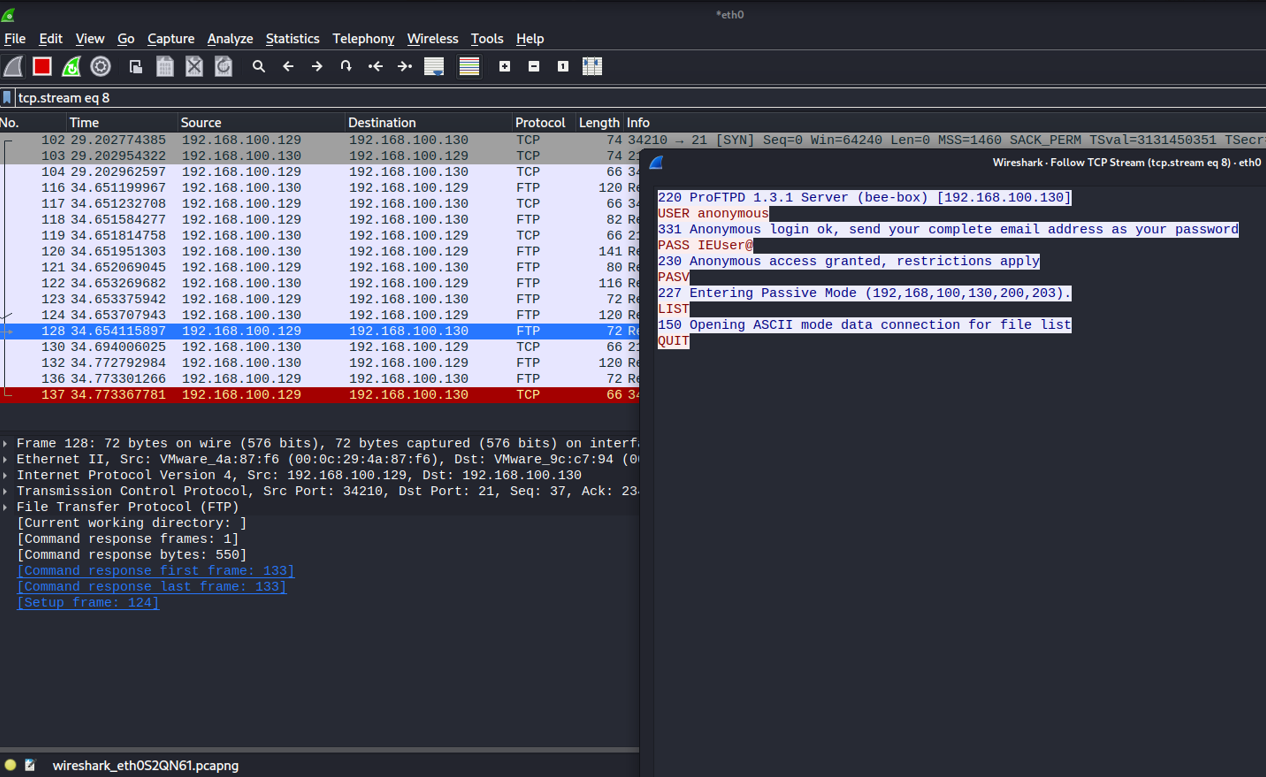 *eth0
File Edit View Go Capture Analyze Statistics Telephony Wireless Tools Help
tcp.stream eq 8
No. Time Source Destination Protocol Length Info
102 29.202774385 192.168.100.129 192.168.100.130 TCP 74 34210 → 21 [SYN] Seq=0 Win=64240 Len=0 MSS=1460 SACK_PERM TSval=3131450351 TSecr
103 29.202954322 192.168.100.130 192.168.100.129 TCP 74 21
104 29.202962597 192.168.100.129 192.168.100.130 TCP 66 34
116 34.651199967 192.168.100.130 192.168.100.129 FTP 120 Re
117 34.651232708 192.168.100.129 192.168.100.130 TCP 66 34
118 34.651584277 192.168.100.129 192.168.100.130 FTP 82 Re
119 34.651814758 192.168.100.130 192.168.100.129 TCP 66 21
120 34.651951303 192.168.100.130 192.168.100.129 FTP 141 Re
121 34.652069045 192.168.100.129 192.168.100.130 FTP 80 Re
122 34.653269682 192.168.100.130 192.168.100.129 FTP 116 Re
123 34.653375942 192.168.100.129 192.168.100.130 FTP 72 Re
124 34.653707943 192.168.100.130 192.168.100.129 FTP 120 Re
128 34.654115897 192.168.100.129 192.168.100.130 FTP 72 Re
130 34.694006025 192.168.100.130 192.168.100.129 TCP 66 21
132 34.772792984 192.168.100.130 192.168.100.129 FTP 120 Re
136 34.773301266 192.168.100.129 192.168.100.130 FTP 72 Re
137 34.773367781 192.168.100.129 192.168.100.130 TCP 66 34
Frame 128: 72 bytes on wire (576 bits), 72 bytes captured (576 bits) on interfa
Ethernet II, Src: VMware_4a:87:f6 (00:0c:29:4a:87:f6), Dst: VMware_9c:c7:94 (00
Internet Protocol Version 4, Src: 192.168.100.129, Dst: 192.168.100.130
Transmission Control Protocol, Src Port: 34210, Dst Port: 21, Seq: 37, Ack: 234
File Transfer Protocol (FTP)
[Current working directory: ]
[Command response frames: 1]
[Command response bytes: 550]
[Command response first frame: 133]
[Command response last frame: 133]
[Setup frame: 124]
wireshark_eth0S2QN61.pcapng
Wireshark · Follow TCP Stream (tcp.stream eq 8) · eth0
220 ProFTPD 1.3.1 Server (bee-box) [192.168.100.130]
USER anonymous
331 Anonymous login ok, send your complete email address as your password
PASS IEUser@
230 Anonymous access granted, restrictions apply
PASV
227 Entering Passive Mode (192,168,100,130,200,203).
LIST
150 Opening ASCII mode data connection for file list
QUIT